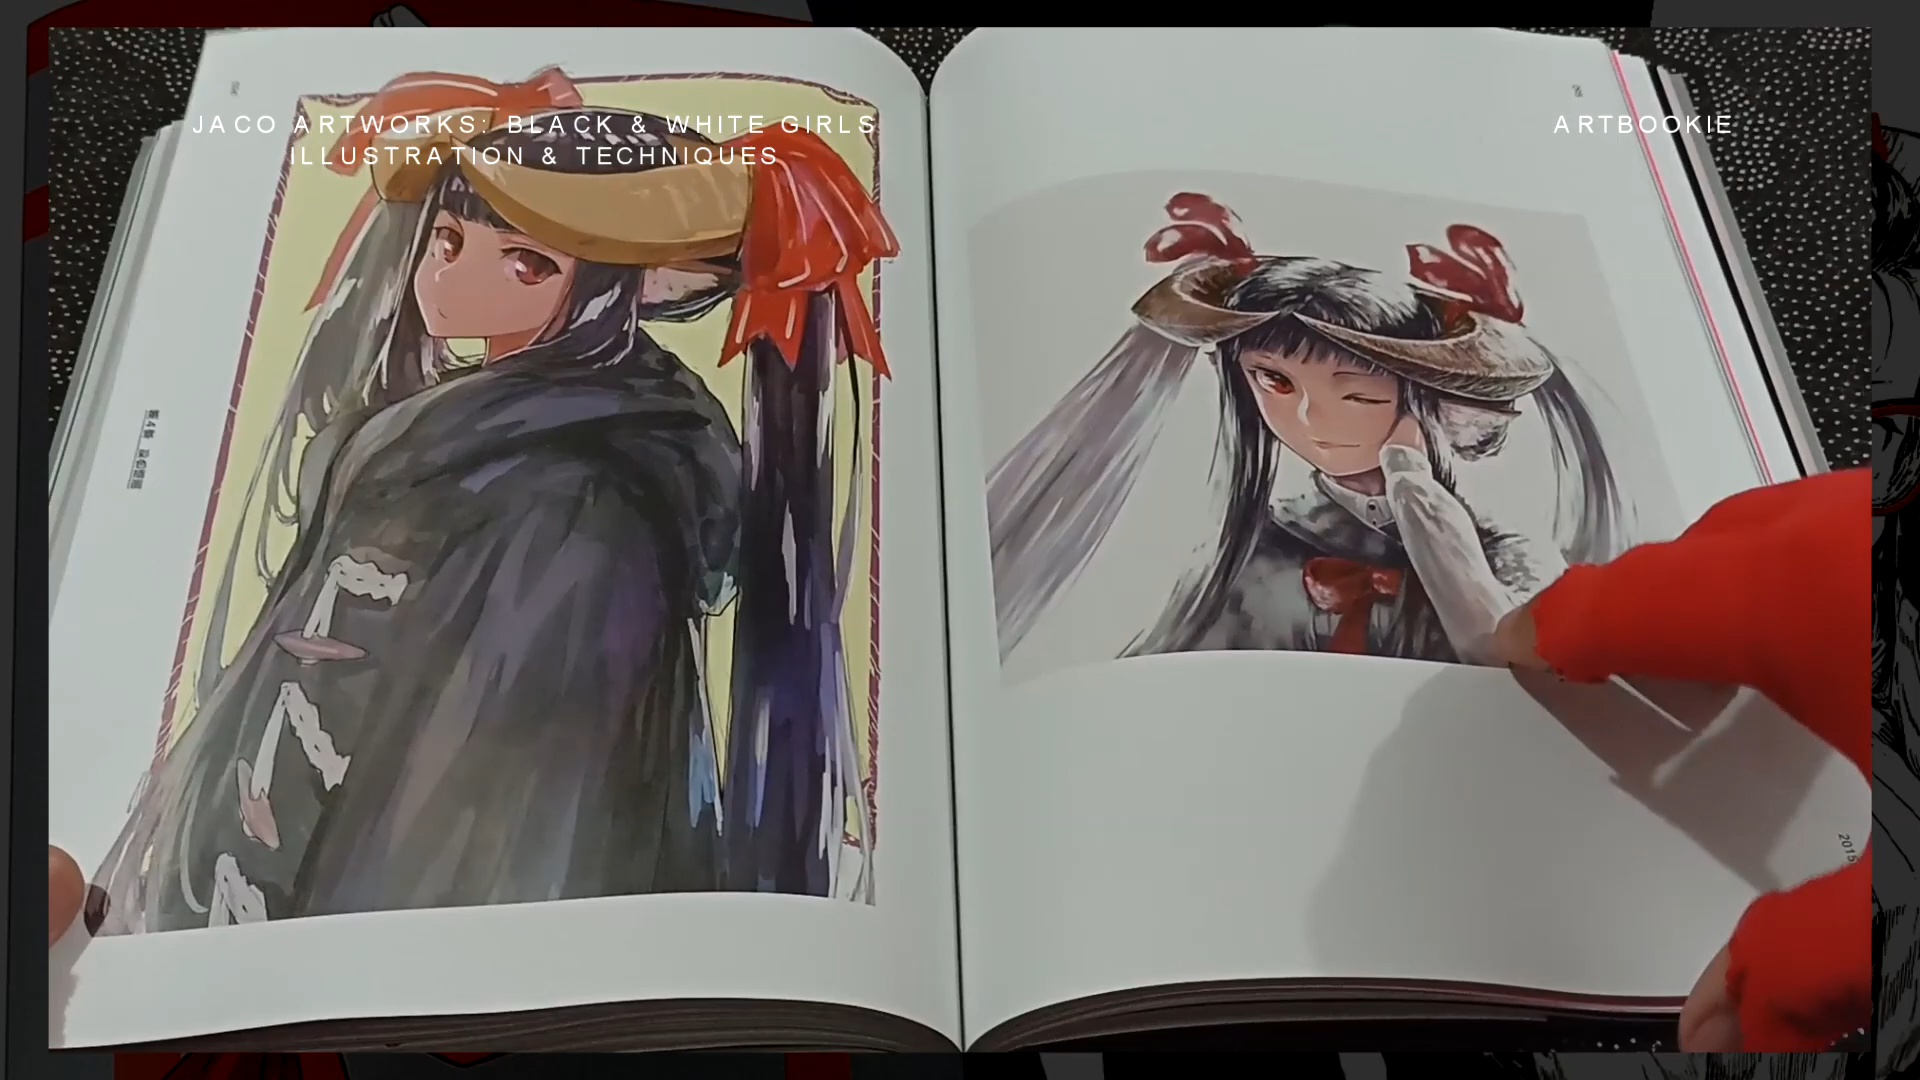 JACO ARTWORKS: BLACK & WHITE GIRLS
ILLUSTRATION & TECHNIQUES
ARTBOOKIE
2015